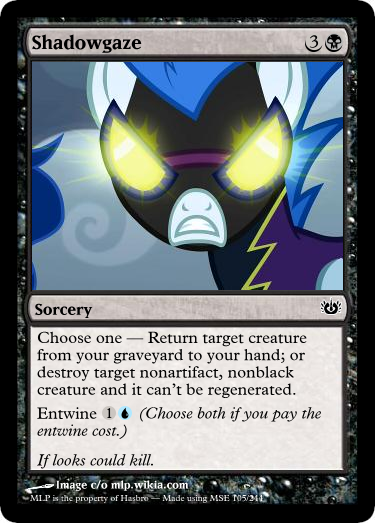 Shadowgaze 3
Sorcery
Choose one — Return target creature
from your graveyard to your hand; or
destroy target nonartifact, nonblack
creature and it can't be regenerated.
Entwine 1 (Choose both if you pay the
entwine cost.)
If looks could kill.
Image c/o mlp.wikia.com
MLP is the property of Hasbro — Made using MSE 105/244